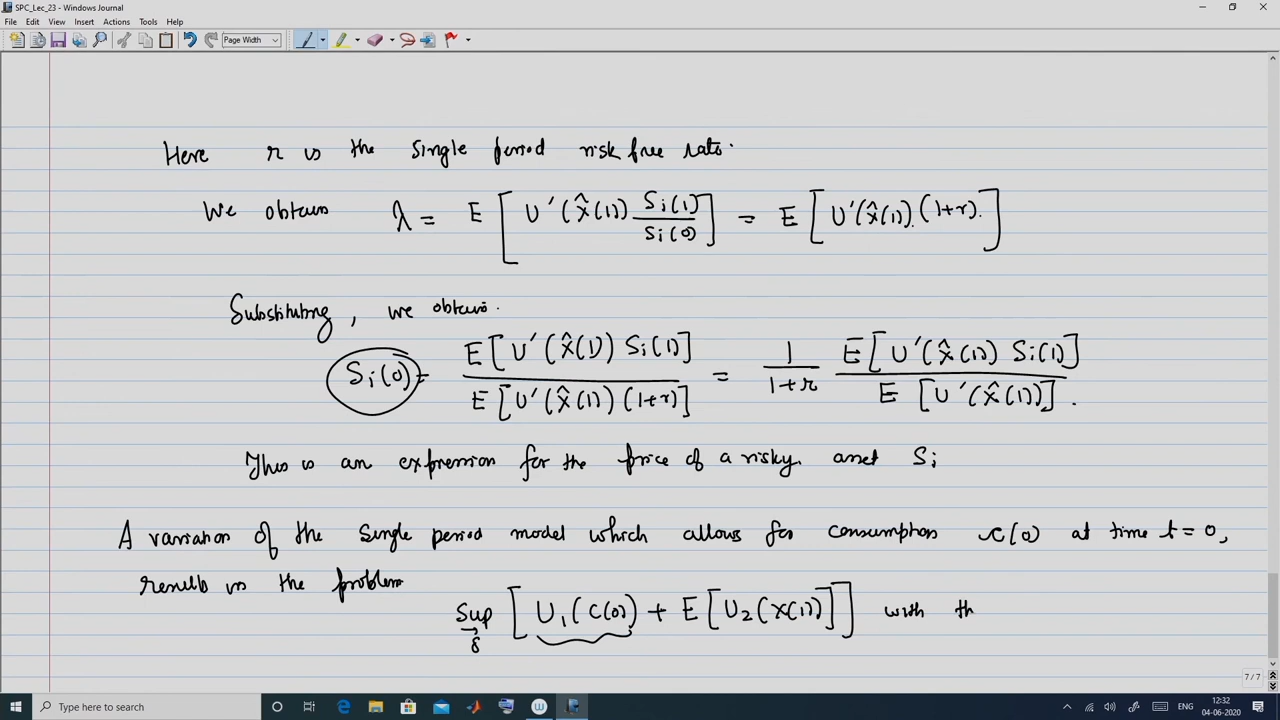 SPC_Lec_23 - Windows Journal
File Edit View Insert Actions Tools Help
Page Width
Here r is the single period risk free rate.
We obtain λ = E [ U'(X̂(1)) Si(1)/Si(0) ] = E [ U'(X̂(1)) (1+r) ]
Substituting, we obtain.
Si(0) = E[U'(X̂(1)) Si(1)] / E[U'(X̂(1)) (1+r)] = 1/(1+r) E[U'(X̂(1)) Si(1)] / E[U'(X̂(1))].
This is an expression for the price of a risky asset Si
A variation of the single period model which allows for consumption c(0) at time t=0,
results in the problem
Sup δ→ [ U1(C(0)) + E[U2(X(1))] ] with th
7 / 7
Type here to search
ENG
12:32
04-06-2020